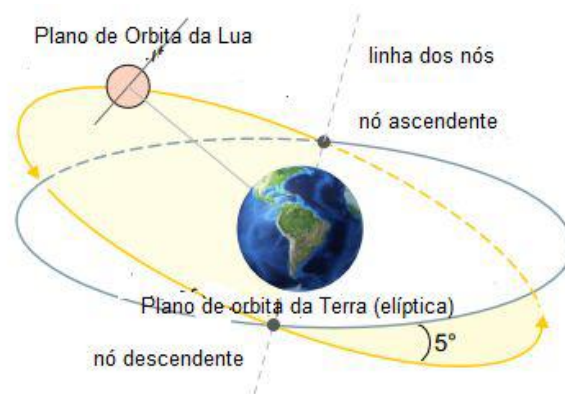 Plano de Orbita da Lua
linha dos nós
nó ascendente
Plano de orbita da Terra (elíptica)
5°
nó descendente